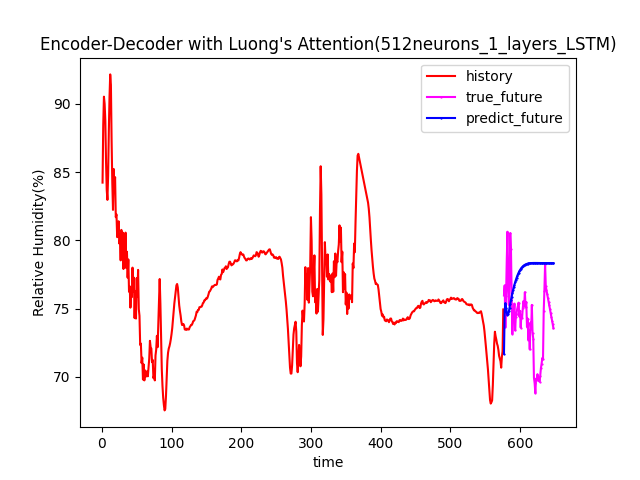 Encoder-Decoder with Luong's Attention(512neurons_1_layers_LSTM)
history
true_future
predict_future
Relative Humidity(%)
90
85
80
75
70
0 100 200 300 400 500 600
time